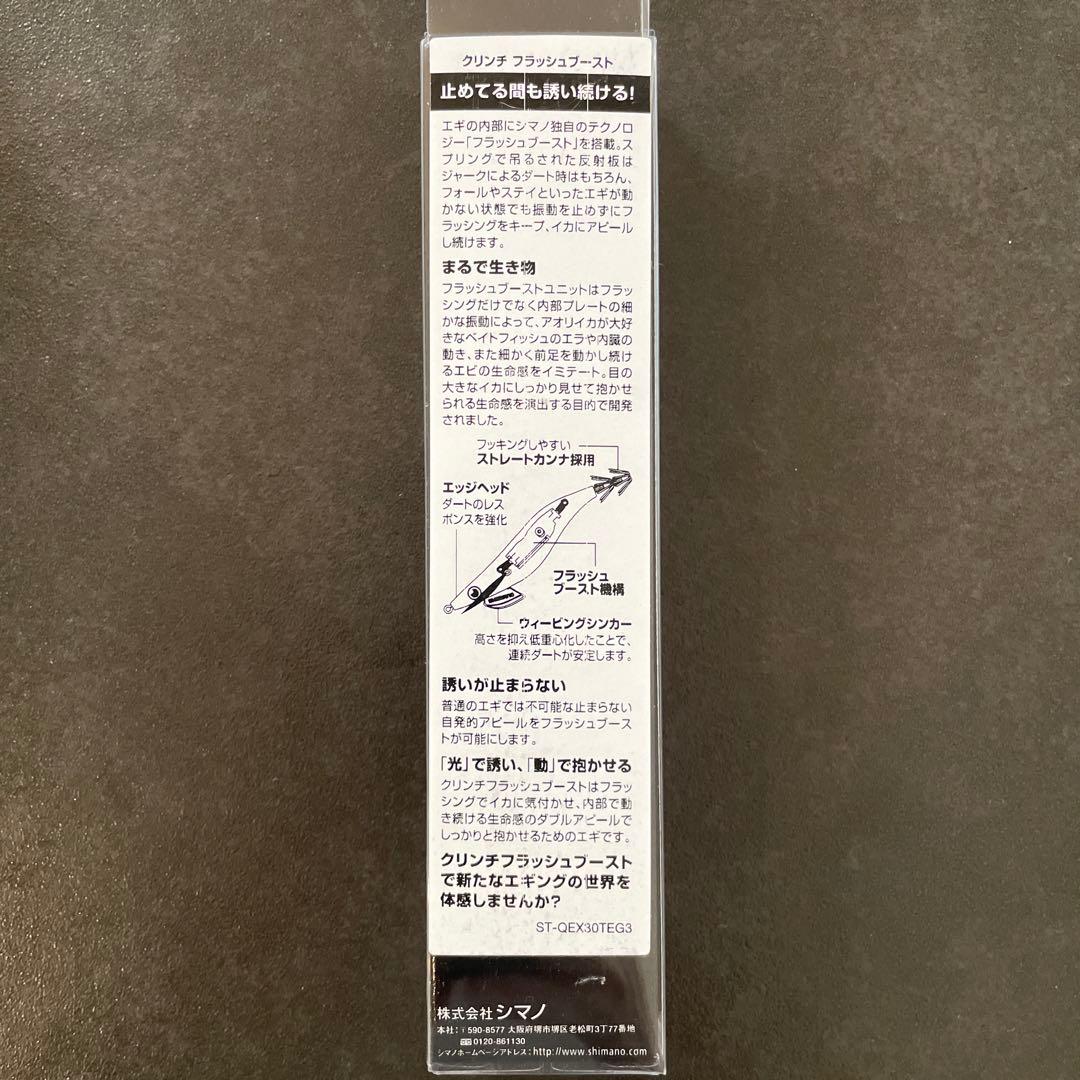 クリンチ フラッシュブースト
止めてる間も誘い続ける!
エギの内部にシマノ独自のテクノロ
ジー「フラッシュブースト」を搭載。ス
プリングで吊るされた反射板は
ジャークによるダート時はもちろん、
フォールやステイといったエギが動
かない状態でも振動を止めずにフ
ラッシングをキープ、イカにアピール
し続けます。
まるで生き物
フラッシュブーストユニットはフラッ
シングだけでなく内部プレートの細
かな振動によって、アオリイカが大好
きなベイトフィッシュのエラや内臓の
動き、また細かく前足を動かし続け
るエビの生命感をイミテート。目の
大きなイカにしっかり見せて抱かせ
られる生命感を演出する目的で開発
されました。
フッキングしやすい
ストレートカンナ採用
エッジヘッド
ダートのレス
ポンスを強化
フラッシュ
ブースト機構
ウィービングシンカー
高さを抑え低重心化したことで、
連続ダートが安定します。
誘いが止まらない
普通のエギでは不可能な止まらない
自発的アピールをフラッシュブース
トが可能にします。
「光」で誘い、「動」で抱かせる
クリンチフラッシュブーストはフラッ
シングでイカに気付かせ、内部で動
き続ける生命感のダブルアピールで
しっかりと抱かせるためのエギです。
クリンチフラッシュブースト
で新たなエギングの世界を
体感しませんか?
ST-QEX30TEG3
株式会社シマノ
本社:〒590-8577 大阪府堺市堺区老松町3丁77番地
0120-861130
シマノホームページアドレス:http://www.shimano.com